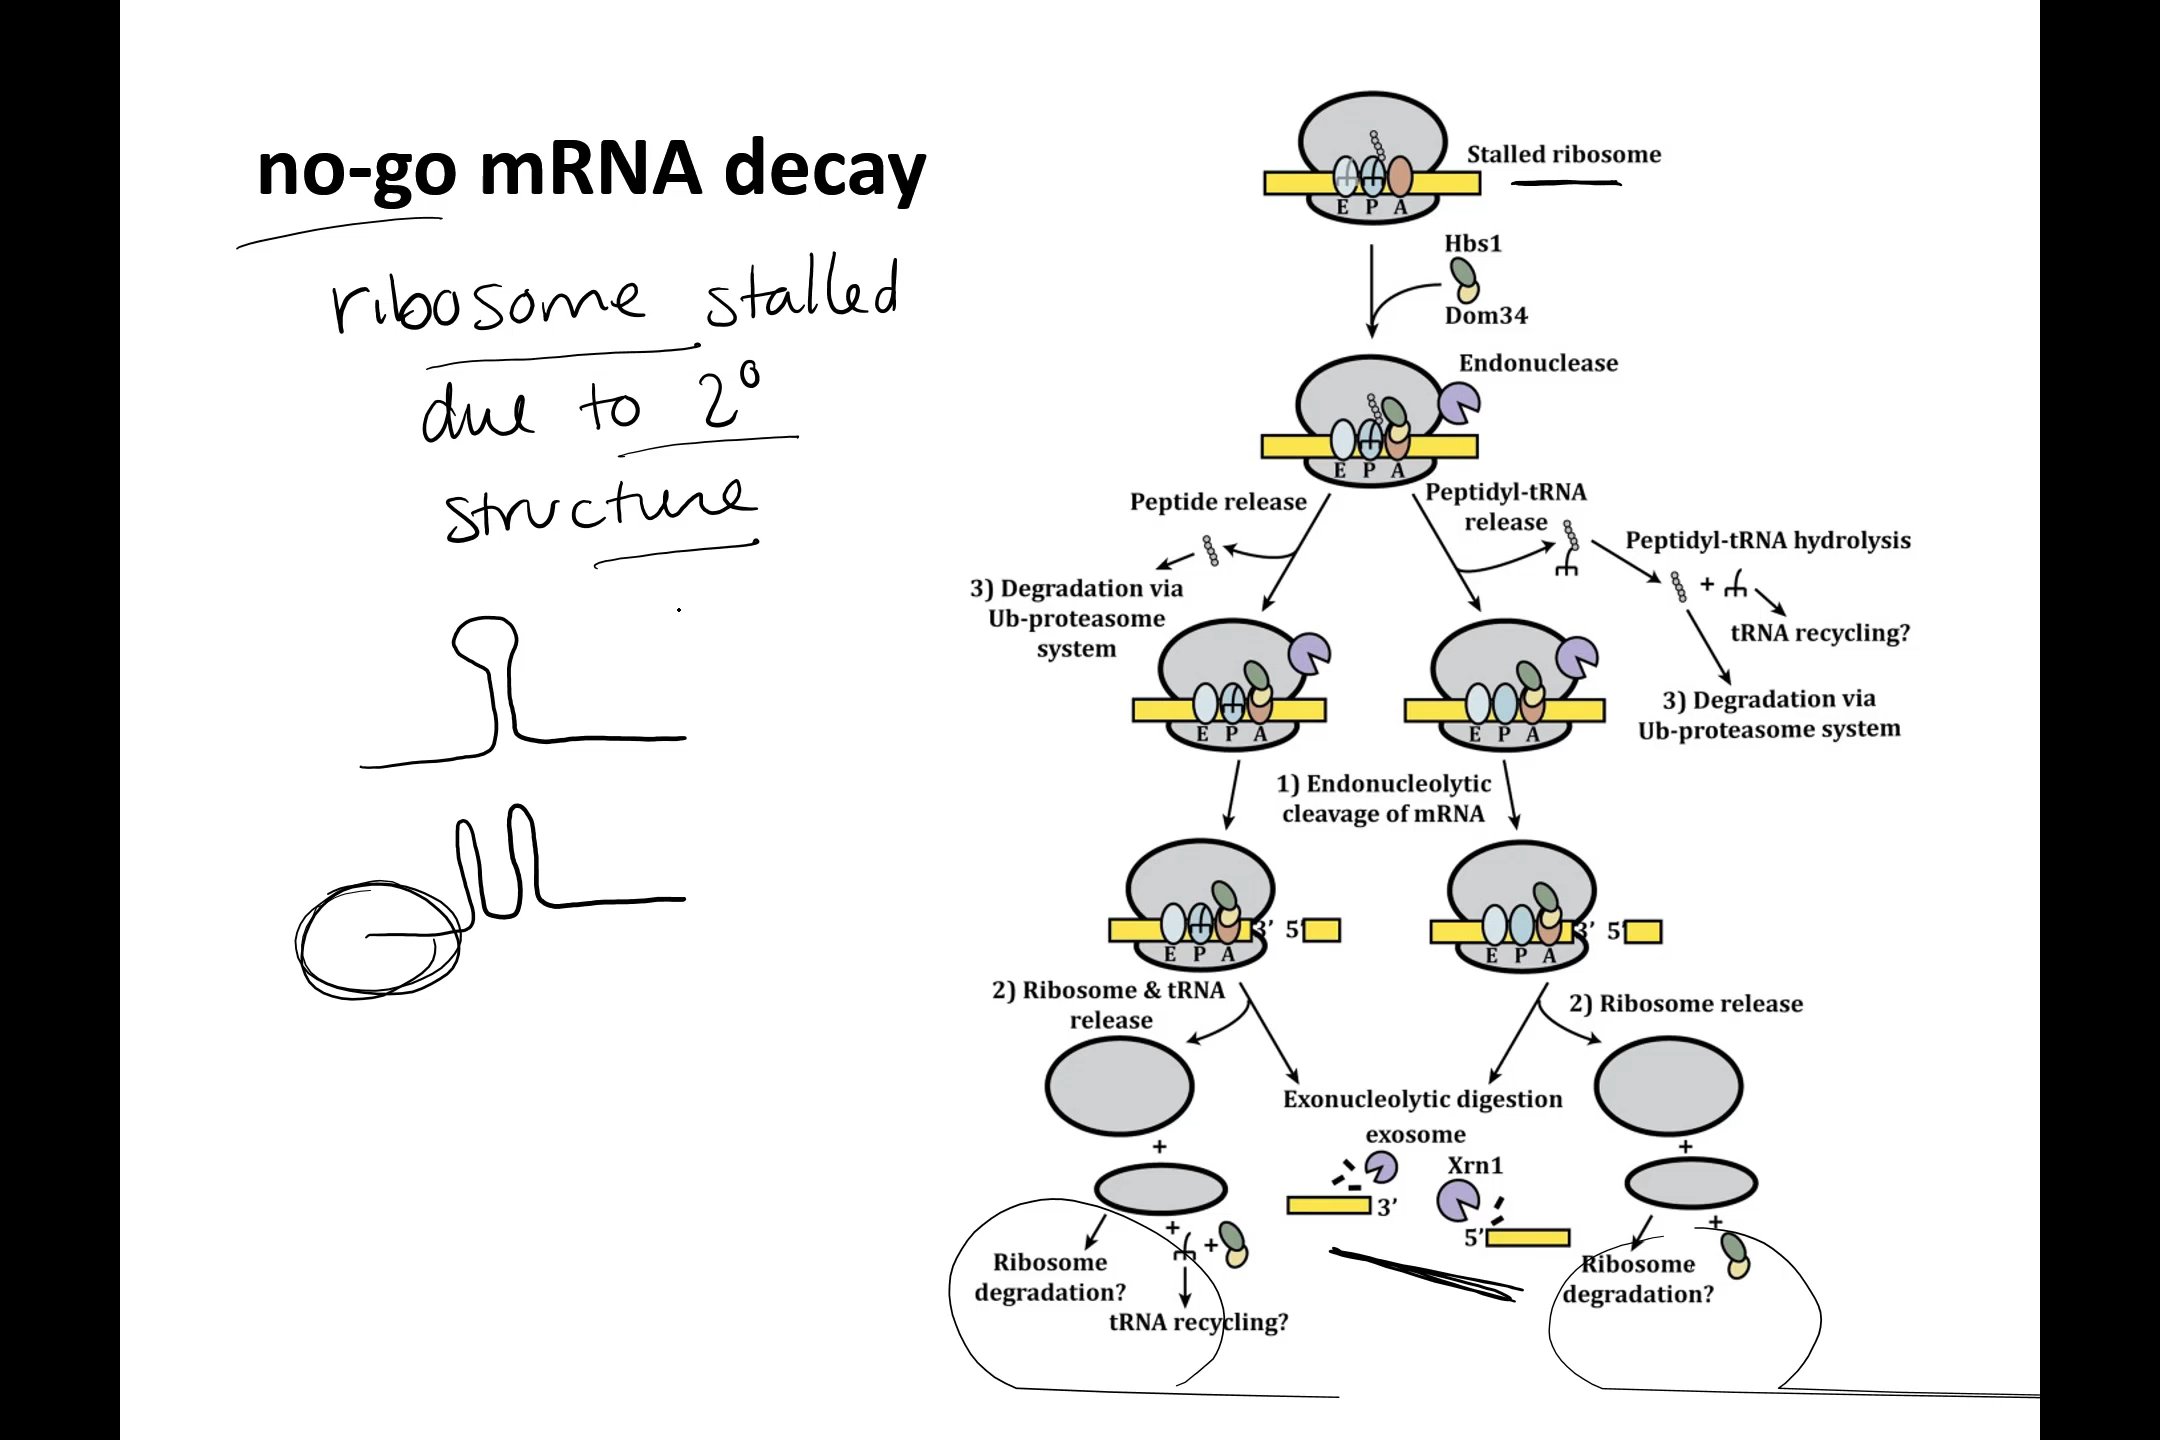 no-go mRNA decay
ribosome stalled
due to 2°
structure
Stalled ribosome
E P A
Hbs1
Dom34
Endonuclease
E P A
Peptide release
Peptidyl-tRNA
release
Peptidyl-tRNA hydrolysis
+
tRNA recycling?
3) Degradation via
Ub-proteasome
system
3) Degradation via
Ub-proteasome system
E P A
E P A
1) Endonucleolytic
cleavage of mRNA
3' 5'
E P A
3' 5'
E P A
2) Ribosome & tRNA
release
2) Ribosome release
Exonucleolytic digestion
exosome
Xrn1
3'
5'
+
+
+
Ribosome
degradation?
tRNA recycling?
+
+
Ribosome
degradation?